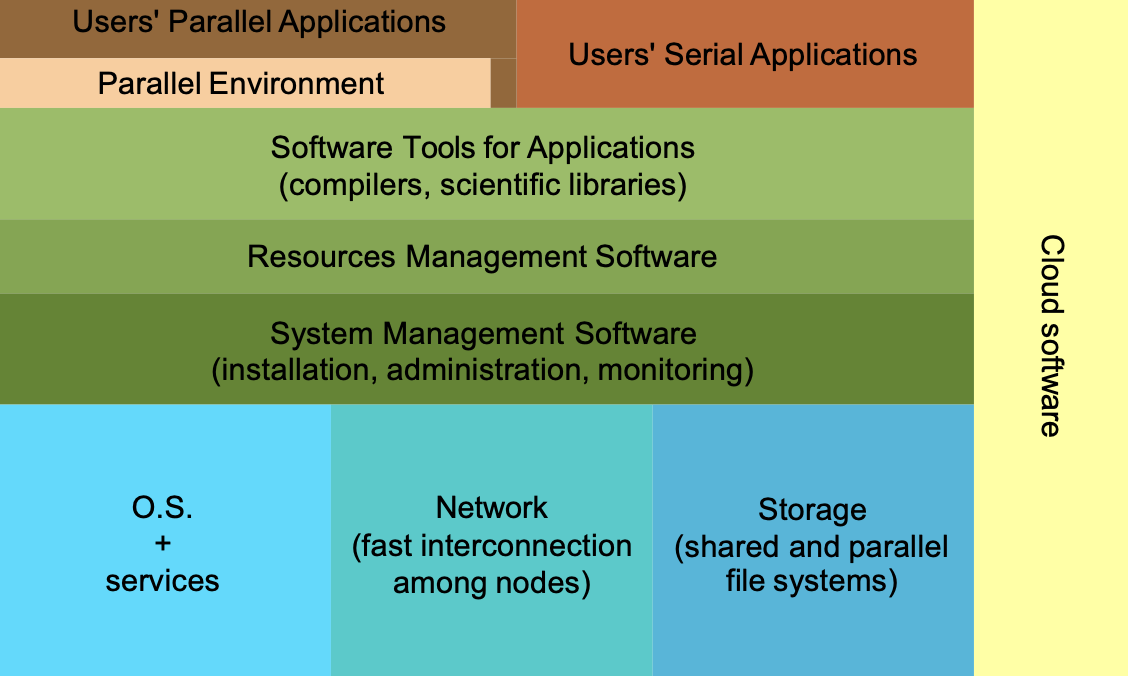 Users' Parallel Applications
Users' Serial Applications
Parallel Environment
Software Tools for Applications
(compilers, scientific libraries)
Resources Management Software
System Management Software
(installation, administration, monitoring)
O.S.
+
services
Network
(fast interconnection
among nodes)
Storage
(shared and parallel
file systems)
Cloud software